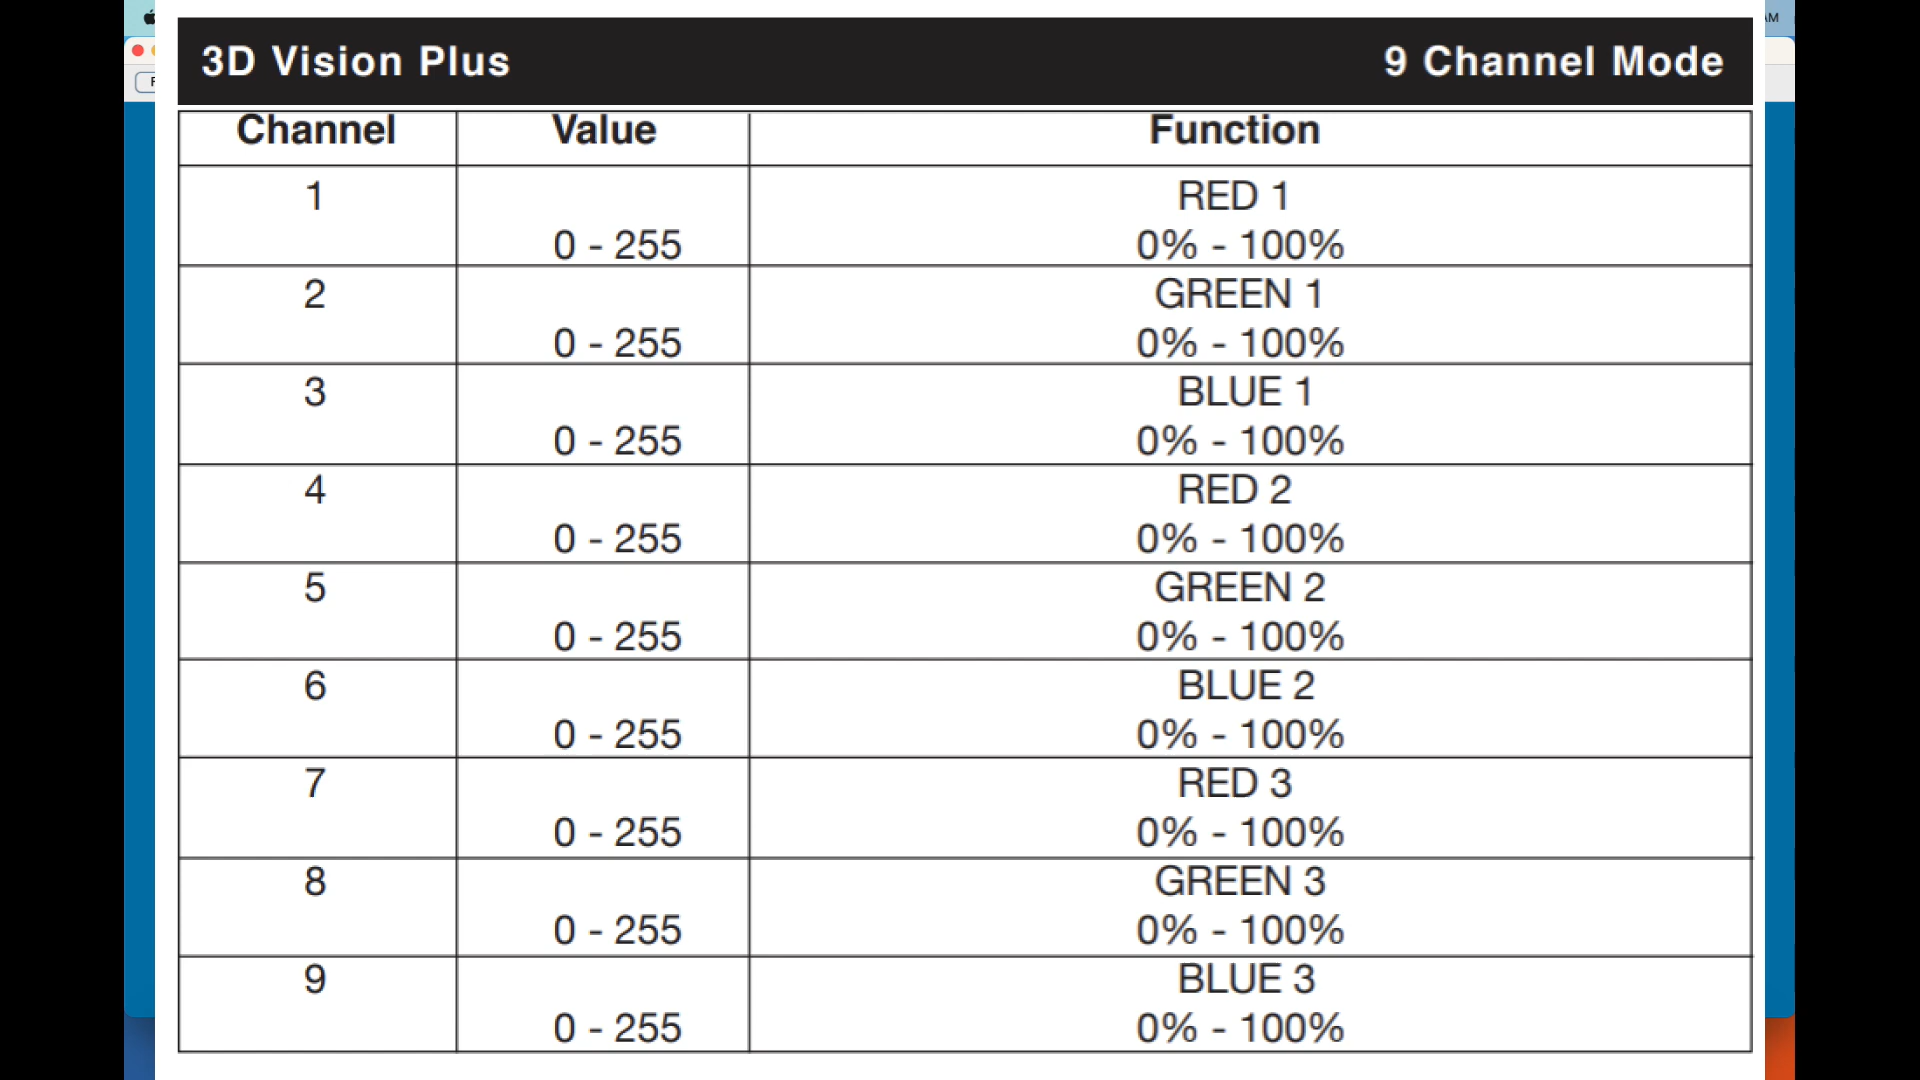 3D Vision Plus 9 Channel Mode
Channel Value Function
1 RED 1
0 - 255 0% - 100%
2 GREEN 1
0 - 255 0% - 100%
3 BLUE 1
0 - 255 0% - 100%
4 RED 2
0 - 255 0% - 100%
5 GREEN 2
0 - 255 0% - 100%
6 BLUE 2
0 - 255 0% - 100%
7 RED 3
0 - 255 0% - 100%
8 GREEN 3
0 - 255 0% - 100%
9 BLUE 3
0 - 255 0% - 100%